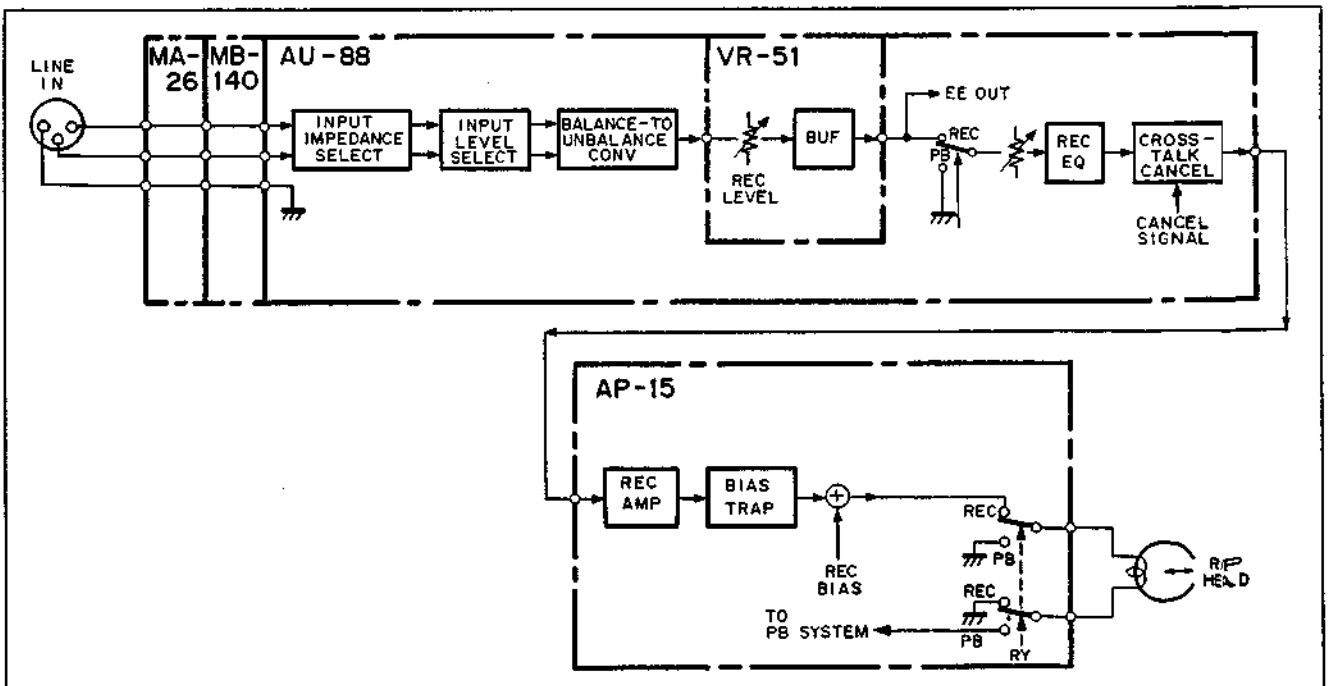 LINE
IN
MA-
26
MB-
140
AU-88
INPUT
IMPEDANCE
SELECT
INPUT
LEVEL
SELECT
BALANCE-TO
UNBALANCE
CONV
VR-51
REC
LEVEL
BUF
EE OUT
REC
PB
REC
EQ
CROSS-
TALK
CANCEL
CANCEL
SIGNAL
AP-15
REC
AMP
BIAS
TRAP
+
REC
BIAS
REC
PB
REC
PB
RY
TO
PB SYSTEM
R/P
HEAD